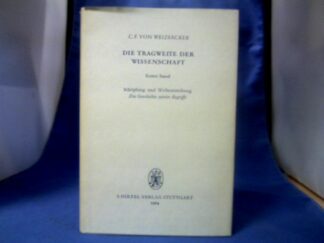 C. F. VON WEIZSÄCKER
DIE TRAGWEITE DER
WISSENSCHAFT
Erster Band
Schöpfung und Weltentstehung
Die Geschichte zweier Begriffe
S. HIRZEL VERLAG STUTTGART
1964